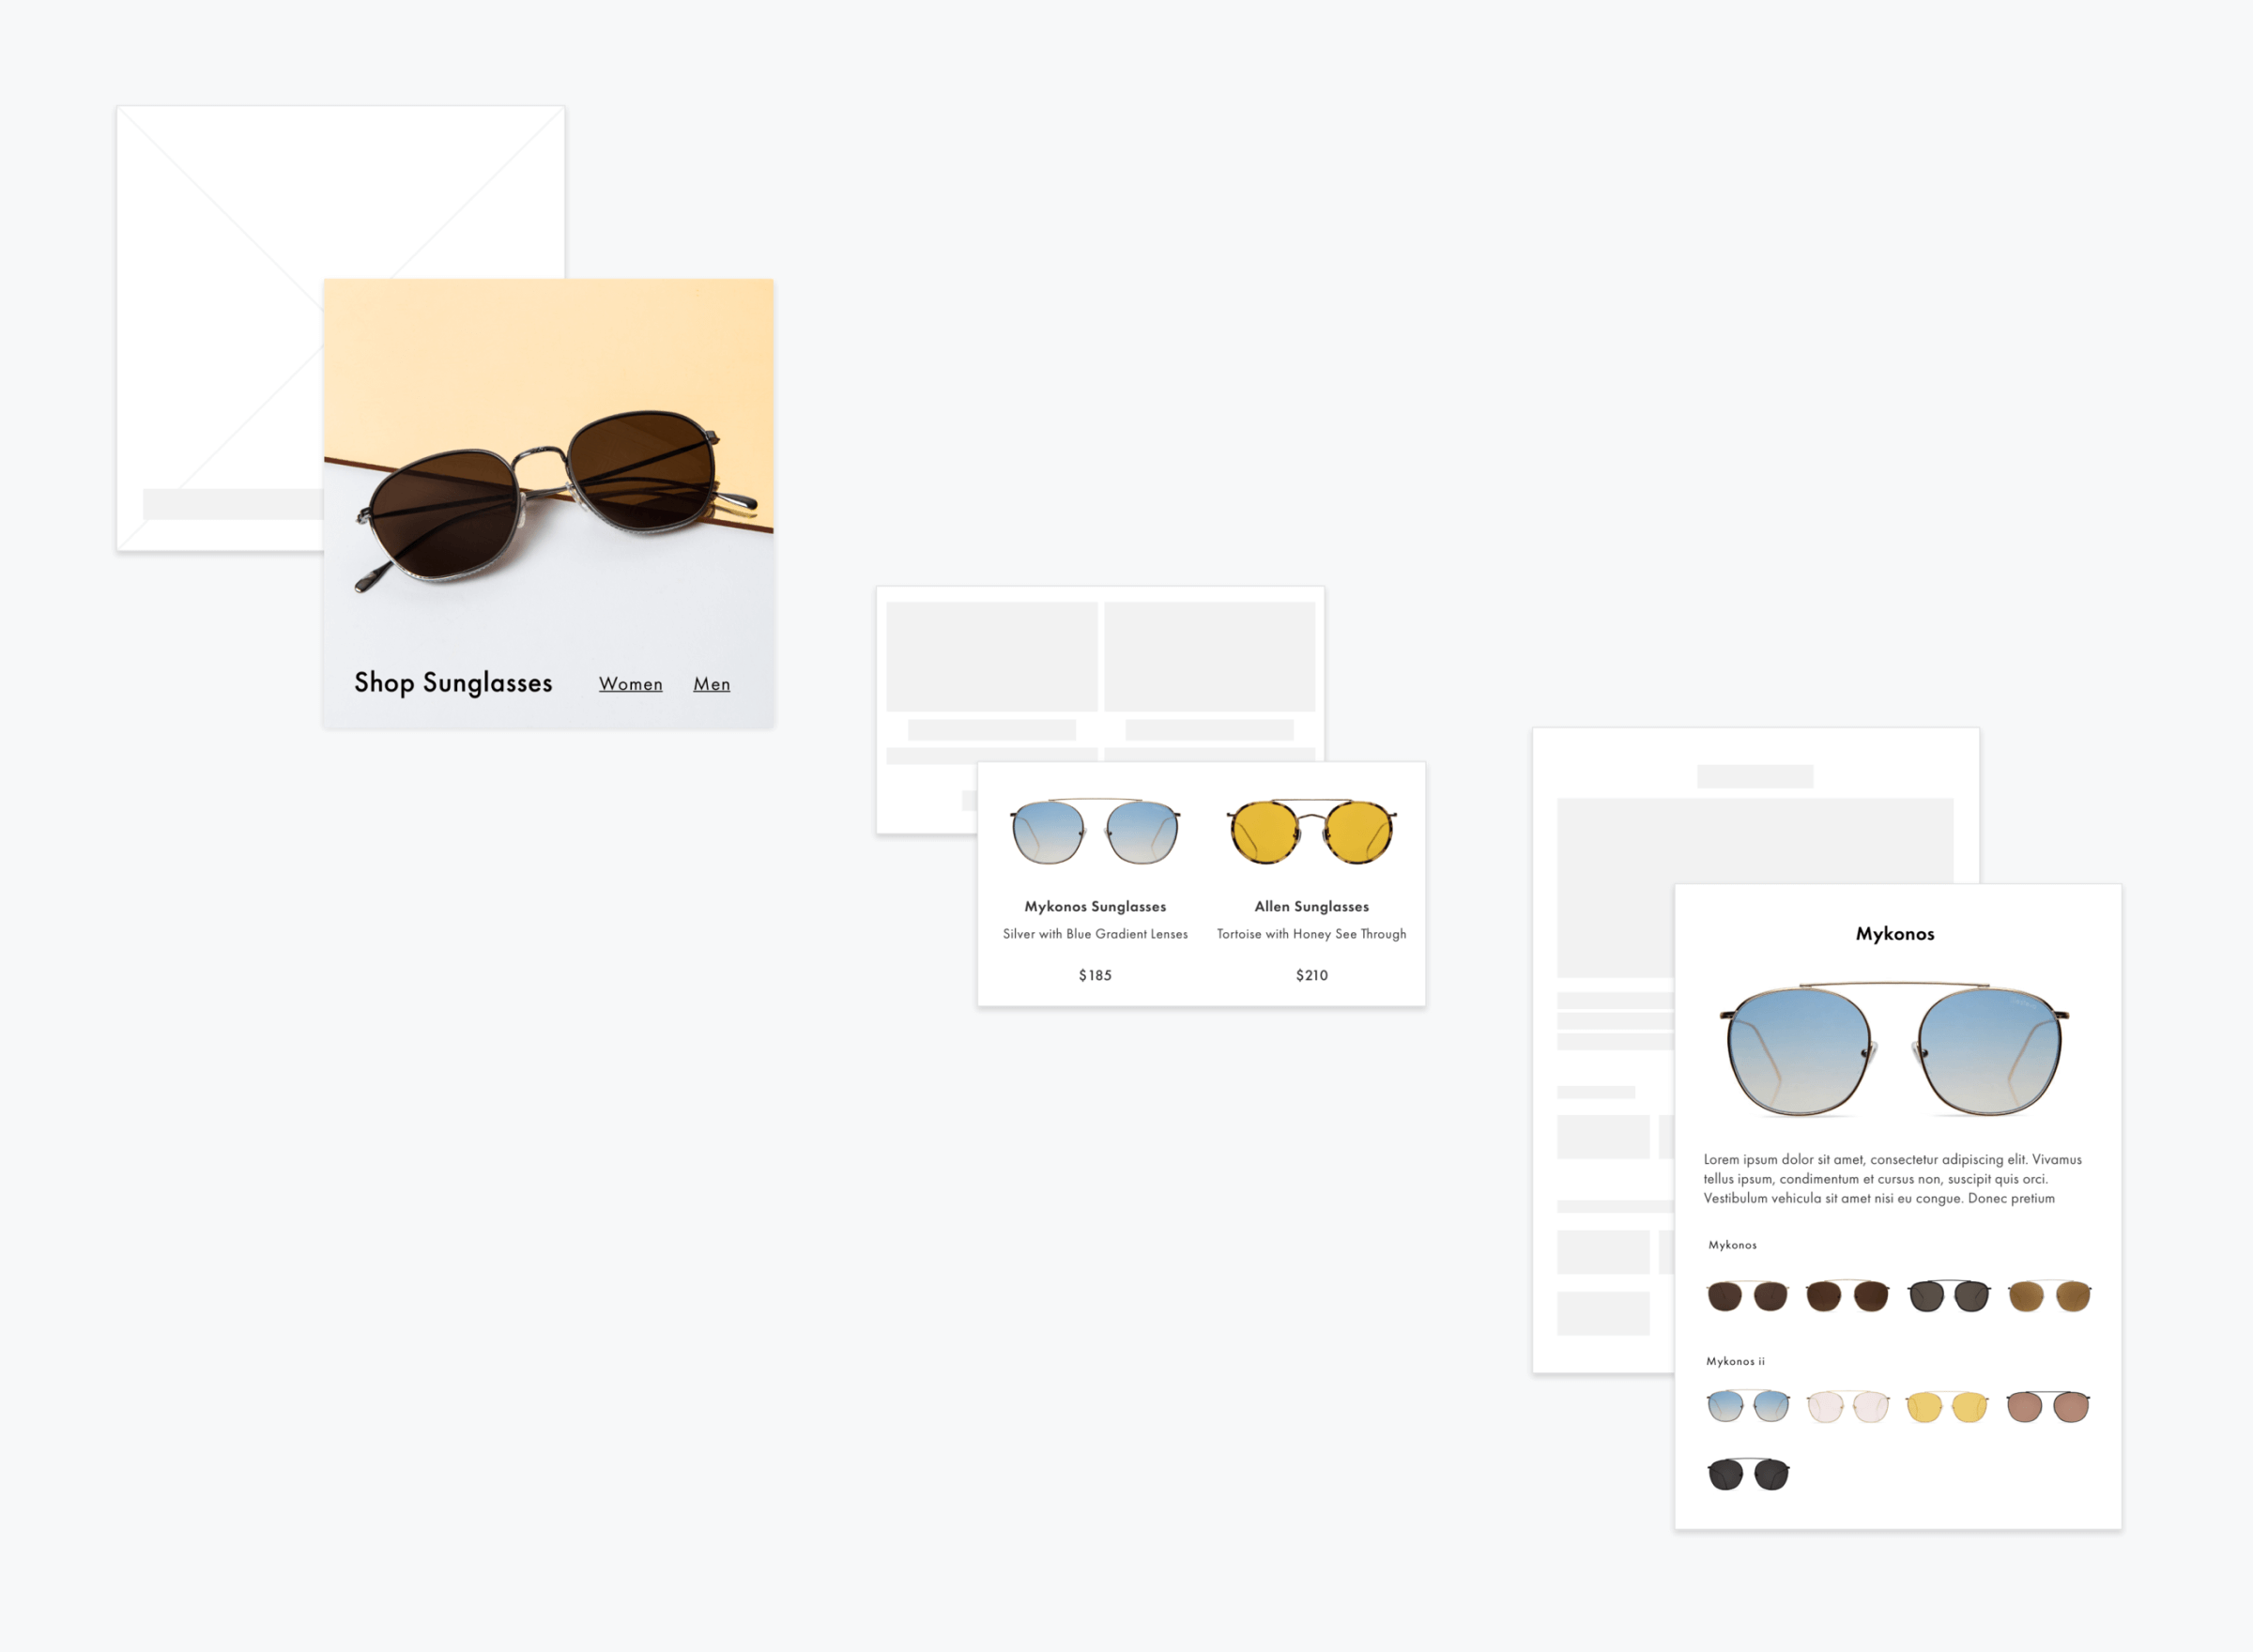 Shop Sunglasses Women Men
Mykonos Sunglasses
Silver with Blue Gradient Lenses
$185
Allen Sunglasses
Tortoise with Honey See Through
$210
Mykonos
Lorem ipsum dolor sit amet, consectetur adipiscing elit. Vivamus
tellus ipsum, condimentum et cursus non, suscipit quis orci.
Vestibulum vehicula sit amet nisi eu congue. Donec pretium
Mykonos
Mykonos ii